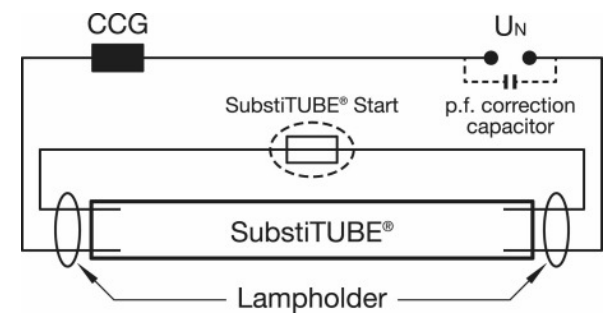 CCG
UN
SubstiTUBE® Start
p.f. correction
capacitor
SubstiTUBE®
Lampholder